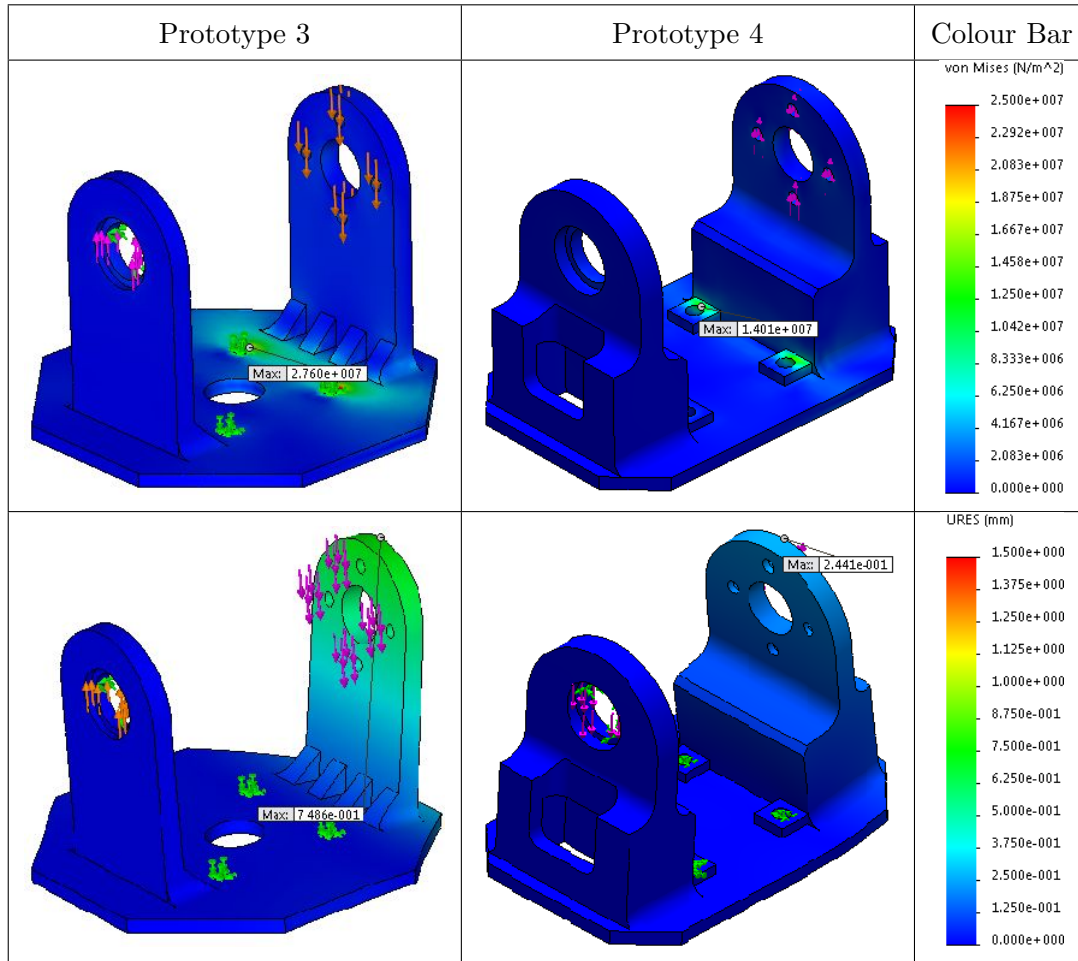 Prototype 3
Prototype 4
Colour Bar
Max: 2.760e+007
Max: 1.401e+007
von Mises (N/m^2)
2.500e+007
2.292e+007
2.083e+007
1.875e+007
1.667e+007
1.458e+007
1.250e+007
1.042e+007
8.333e+006
6.250e+006
4.167e+006
2.083e+006
0.000e+000
Max: 7.486e-001
Max: 2.441e-001
URES (mm)
1.500e+000
1.375e+000
1.250e+000
1.125e+000
1.000e+000
8.750e-001
7.500e-001
6.250e-001
5.000e-001
3.750e-001
2.500e-001
1.250e-001
0.000e+000